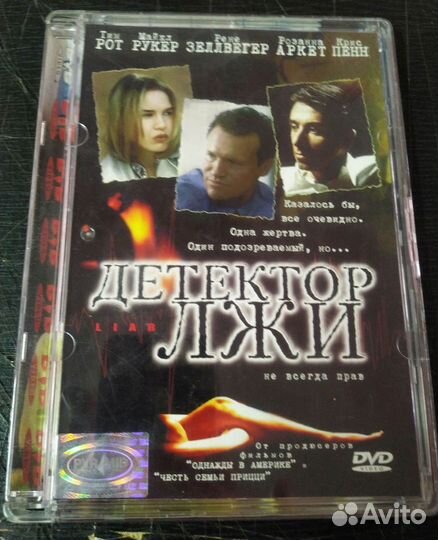 Тим Майкл Рене Розанна Крис
РОТ РУКЕР ЗЕЛЛВЕГЕР АРКЕТ ПЕНН
Казалось бы,
все очевидно.
Одна жертва.
Один подозреваемый, но...
ДЕТЕКТОР
LIAR
ЛЖИ
не всегда прав
От продюсеров
фильмов
"ОДНАЖДЫ В АМЕРИКЕ" и
"ЧЕСТЬ СЕМЬИ ПРИЦЦИ"
DVD
VIDEO
Avito